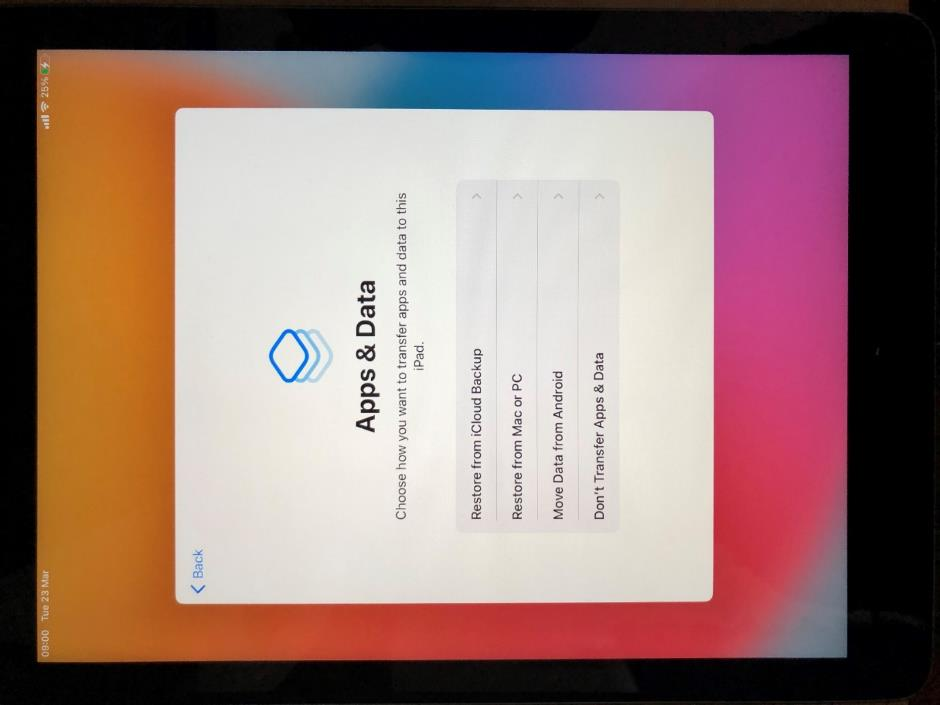 09:00 Tue 23 Mar
25%
Back
Apps & Data
Choose how you want to transfer apps and data to this
iPad.
Restore from iCloud Backup
Restore from Mac or PC
Move Data from Android
Don't Transfer Apps & Data